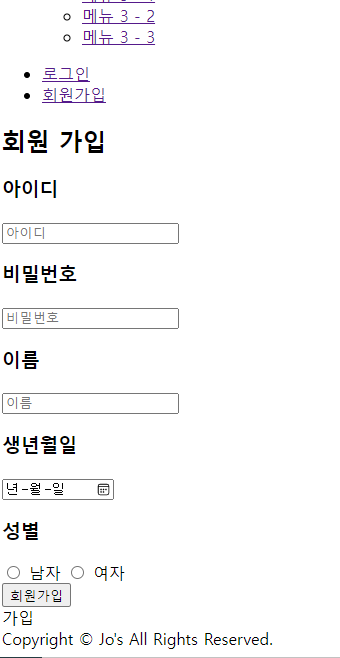 메뉴 3 - 2
메뉴 3 - 3
로그인
회원가입
회원 가입
아이디
아이디
비밀번호
비밀번호
이름
이름
생년월일
년-월-일
성별
남자 여자
회원가입
가입
Copyright © Jo's All Rights Reserved.